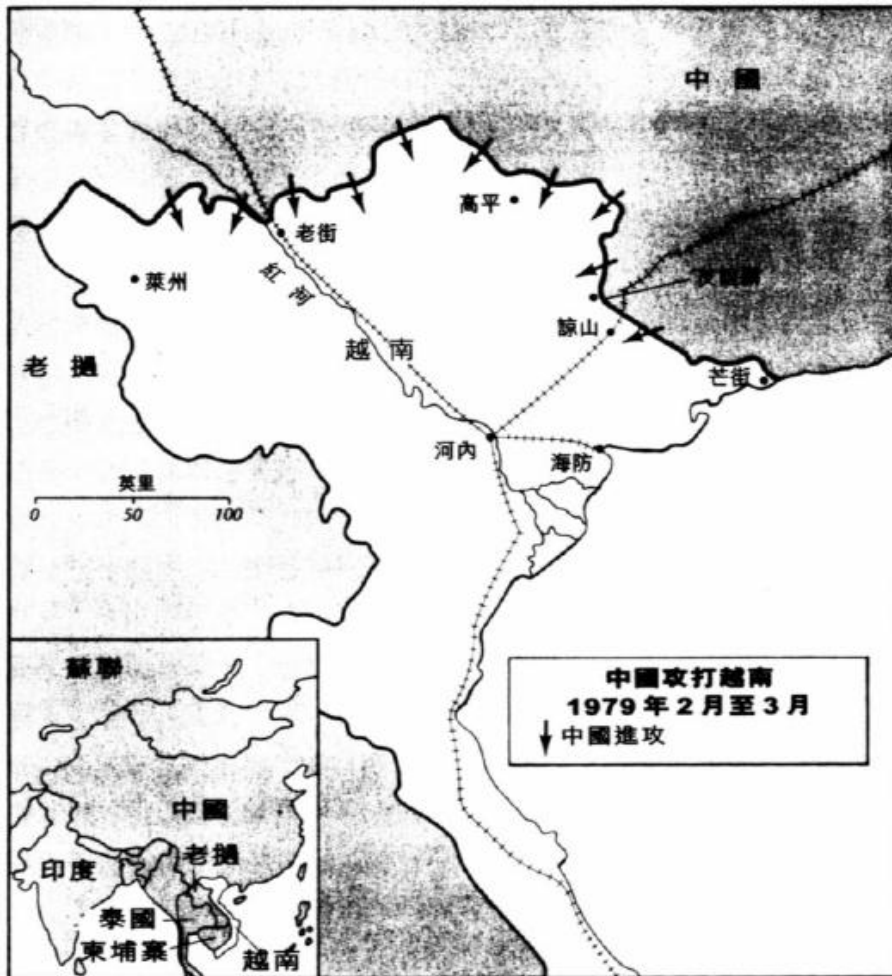 中國
高平
老街
紅河
萊州
友誼關
諒山
越南
老撾
芒街
河內
海防
英里
0 50 100
中國攻打越南
1979年2月至3月
中國進攻
蘇聯
中國
老撾
印度
泰國
柬埔寨
越南